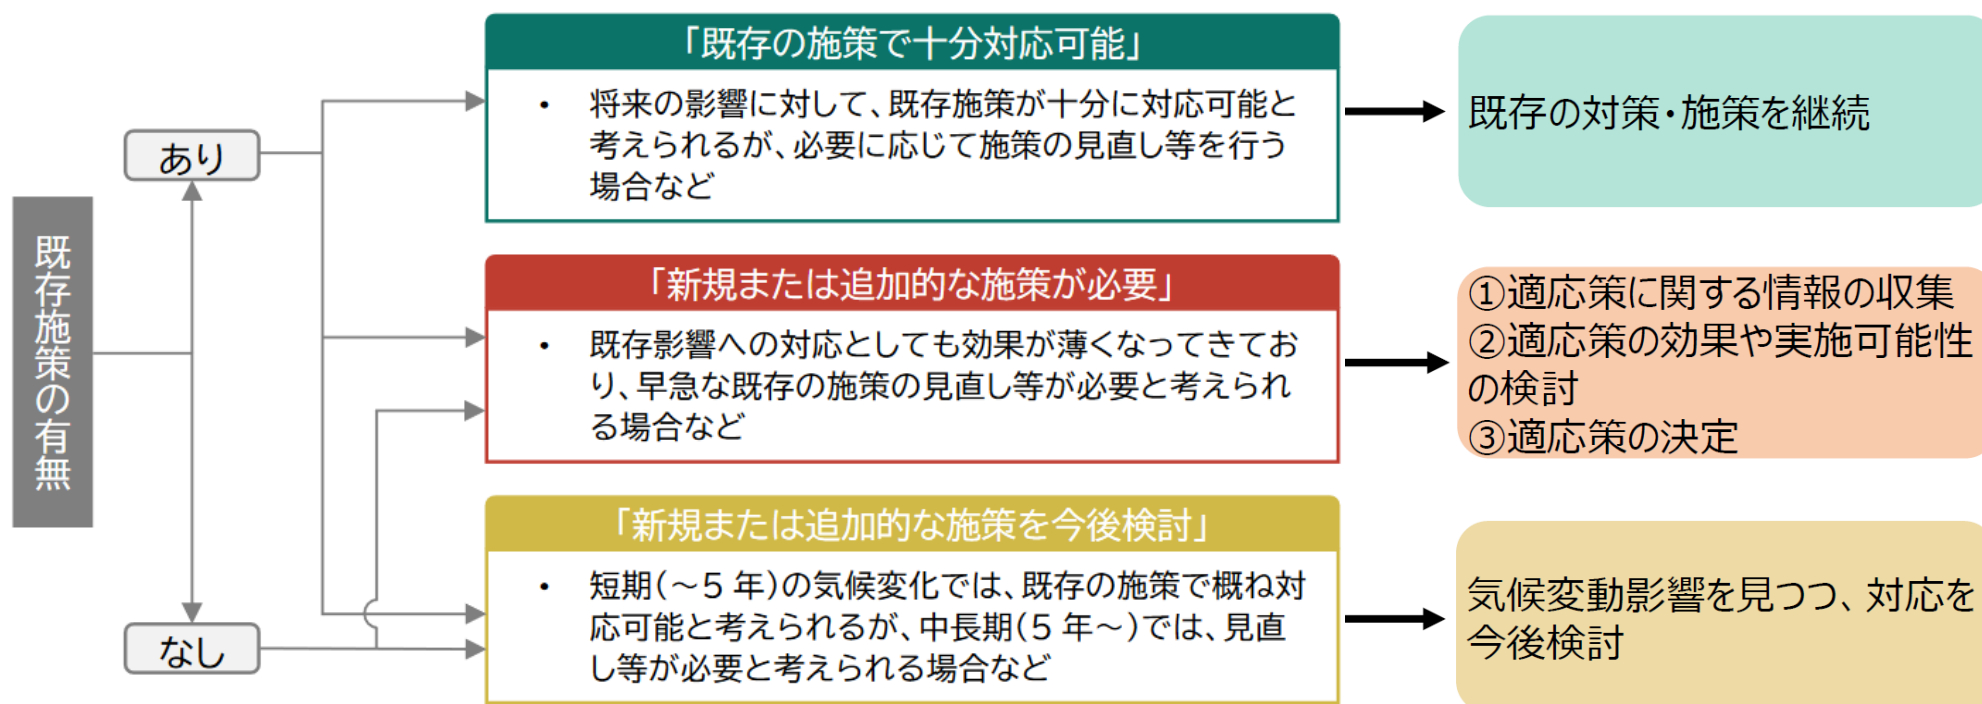 既存施策の有無
あり
なし
「既存の施策で十分対応可能」
• 将来の影響に対して、既存施策が十分に対応可能と
考えられるが、必要に応じて施策の見直し等を行う
場合など
既存の対策・施策を継続
「新規または追加的な施策が必要」
• 既存影響への対応としても効果が薄くなってきてお
り、早急な既存の施策の見直し等が必要と考えられ
る場合など
①適応策に関する情報の収集
②適応策の効果や実施可能性
の検討
③適応策の決定
「新規または追加的な施策を今後検討」
• 短期(～5 年)の気候変化では、既存の施策で概ね対
応可能と考えられるが、中長期(5 年～)では、見直
し等が必要と考えられる場合など
気候変動影響を見つつ、対応を
今後検討